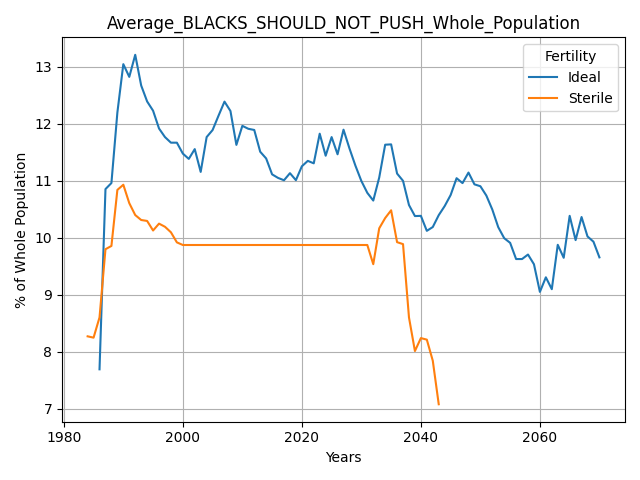 Average_BLACKS_SHOULD_NOT_PUSH_Whole_Population
% of Whole Population
13
12
11
10
9
8
7
Fertility
Ideal
Sterile
1980 2000 2020 2040 2060
Years